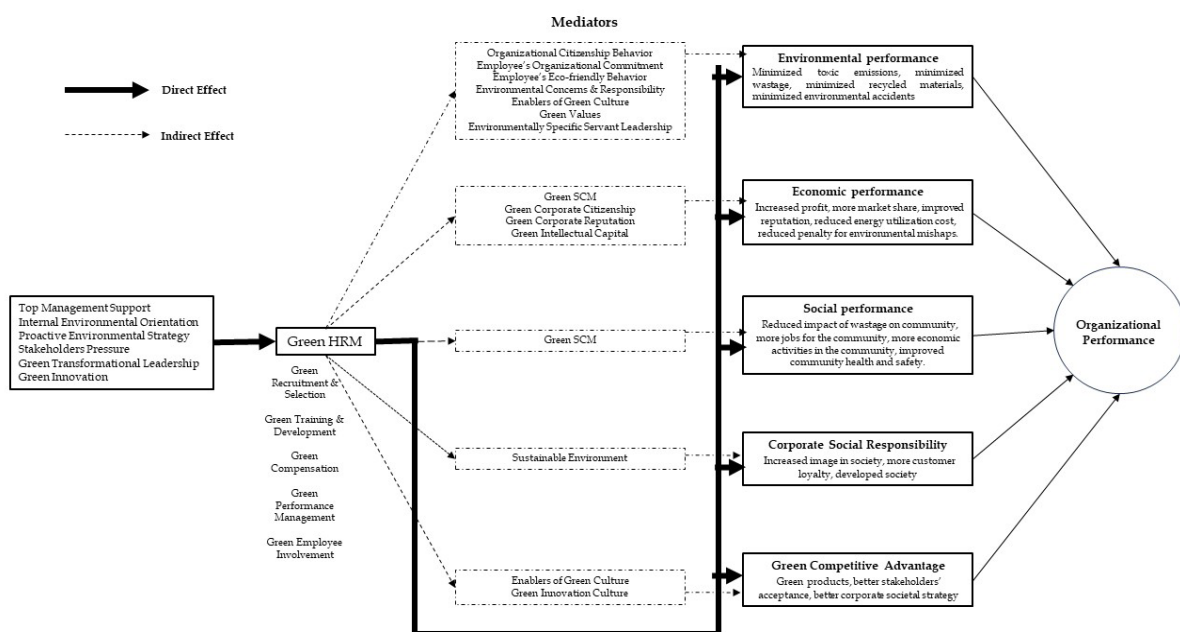 Mediators
Direct Effect
Indirect Effect
Organizational Citizenship Behavior
Employee's Organizational Commitment
Employee's Eco-friendly Behavior
Environmental Concerns & Responsibility
Enablers of Green Culture
Green Values
Environmentally Specific Servant Leadership
Environmental performance
Minimized toxic emissions, minimized
wastage, minimized recycled materials,
minimized environmental accidents
Green SCM
Green Corporate Citizenship
Green Corporate Reputation
Green Intellectual Capital
Economic performance
Increased profit, more market share, improved
reputation, reduced energy utilization cost,
reduced penalty for environmental mishaps.
Top Management Support
Internal Environmental Orientation
Proactive Environmental Strategy
Stakeholders Pressure
Green Transformational Leadership
Green Innovation
Green HRM
Green
Recruitment &
Selection
Green Training &
Development
Green
Compensation
Green
Performance
Management
Green Employee
Involvement
Green SCM
Social performance
Reduced impact of wastage on community,
more jobs for the community, more economic
activities in the community, improved
community health and safety.
Organizational
Performance
Sustainable Environment
Corporate Social Responsibility
Increased image in society, more customer
loyalty, developed society
Enablers of Green Culture
Green Innovation Culture
Green Competitive Advantage
Green products, better stakeholders'
acceptance, better corporate societal strategy